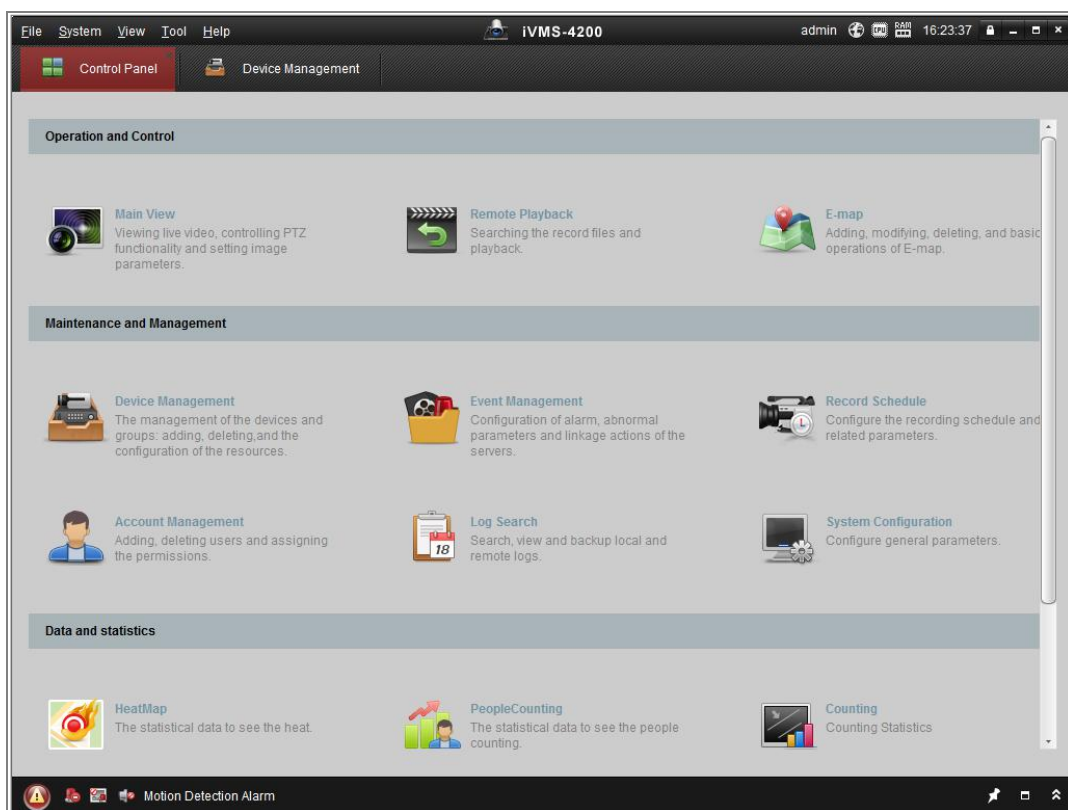 File System View Tool Help iVMS-4200 admin CPU RAM 16:23:37
Control Panel Device Management
Operation and Control
Main View
Viewing live video, controlling PTZ
functionality and setting image
parameters.
Remote Playback
Searching the record files and
playback.
E-map
Adding, modifying, deleting, and basic
operations of E-map.
Maintenance and Management
Device Management
The management of the devices and
groups: adding, deleting,and the
configuration of the resources.
Event Management
Configuration of alarm, abnormal
parameters and linkage actions of the
servers.
Record Schedule
Configure the recording schedule and
related parameters.
Account Management
Adding, deleting users and assigning
the permissions.
18
Log Search
Search, view and backup local and
remote logs.
System Configuration
Configure general parameters.
Data and statistics
HeatMap
The statistical data to see the heat.
PeopleCounting
The statistical data to see the people
counting.
Counting
Counting Statistics
Motion Detection Alarm